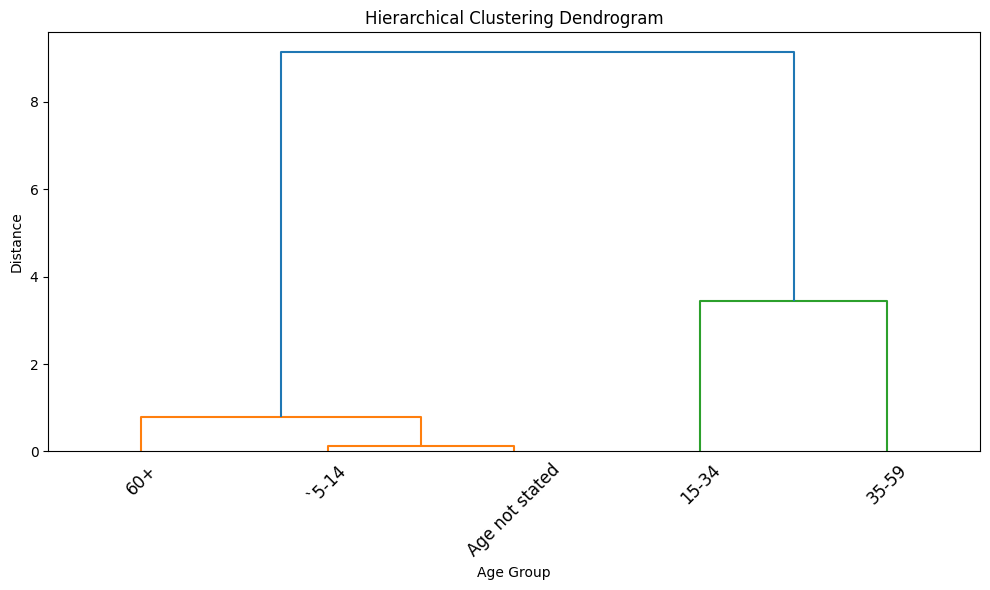 Hierarchical Clustering Dendrogram
8
6
4
2
0
Distance
60+
`5-14
Age not stated
15-34
35-59
Age Group